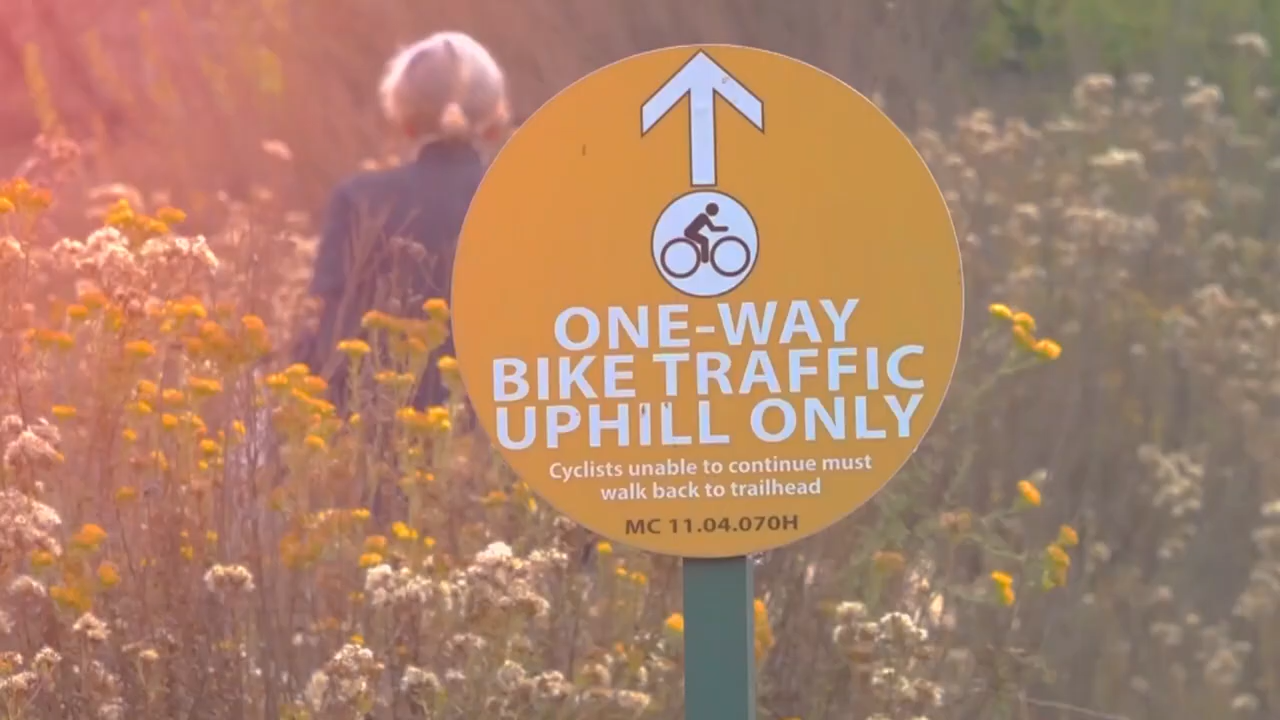 ONE-WAY
BIKE TRAFFIC
UPHILL ONLY
Cyclists unable to continue must
walk back to trailhead
MC 11.04.070H